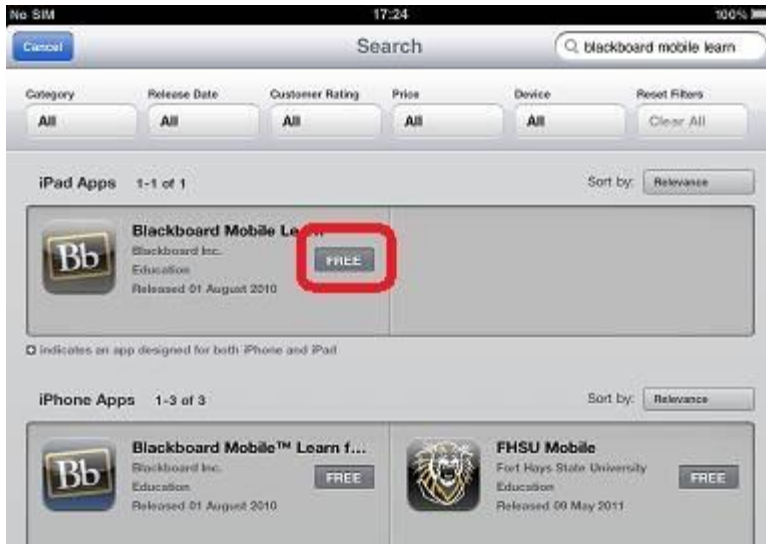 No SIM 17:24 100%
Cancel Search blackboard mobile learn
Category Release Date Customer Rating Price Device Reset Filters
All All All All All Clear All
iPad Apps 1-1 of 1 Sort by: Relevance
Blackboard Mobile Le...
Bb Blackboard Inc. FREE
Education
Released 01 August 2010
indicates an app designed for both iPhone and iPad
iPhone Apps 1-3 of 3 Sort by: Relevance
Blackboard Mobile™ Learn f... FHSU Mobile
Bb Blackboard Inc. FREE Fort Hays State University FREE
Education Education
Released 01 August 2010 Released 09 May 2011